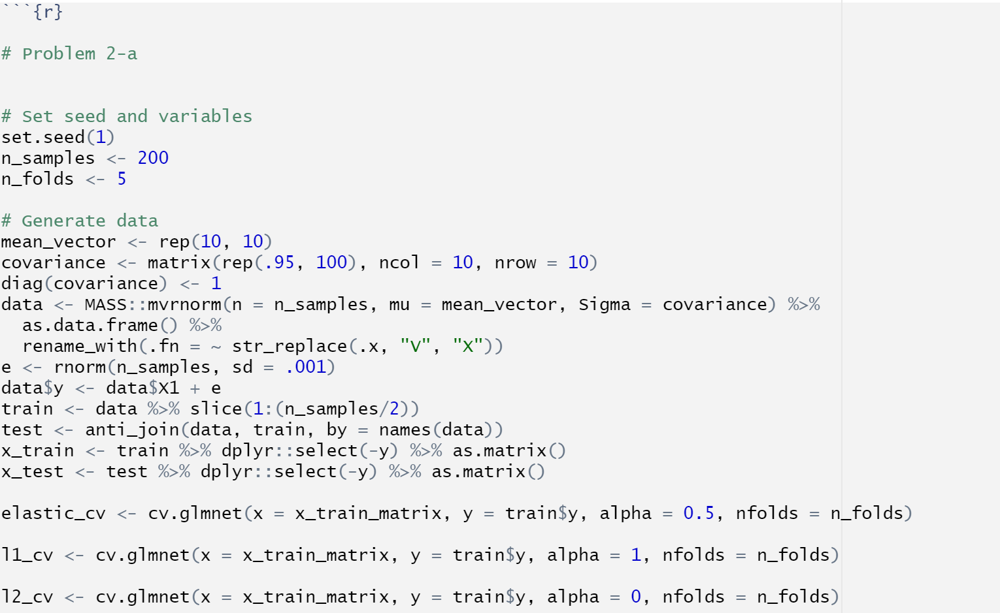 ```{r}
# Problem 2-a
# Set seed and variables
set.seed(1)
n_samples <- 200
n_folds <- 5
# Generate data
mean_vector <- rep(10, 10)
covariance <- matrix(rep(.95, 100), ncol = 10, nrow = 10)
diag(covariance) <- 1
data <- MASS::mvrnorm(n = n_samples, mu = mean_vector, Sigma = covariance) %>%
  as.data.frame() %>%
  rename_with(.fn = ~ str_replace(.x, "V", "X"))
e <- rnorm(n_samples, sd = .001)
data$y <- data$X1 + e
train <- data %>% slice(1:(n_samples/2))
test <- anti_join(data, train, by = names(data))
x_train <- train %>% dplyr::select(-y) %>% as.matrix()
x_test <- test %>% dplyr::select(-y) %>% as.matrix()
elastic_cv <- cv.glmnet(x = x_train_matrix, y = train$y, alpha = 0.5, nfolds = n_folds)
l1_cv <- cv.glmnet(x = x_train_matrix, y = train$y, alpha = 1, nfolds = n_folds)
l2_cv <- cv.glmnet(x = x_train_matrix, y = train$y, alpha = 0, nfolds = n_folds)